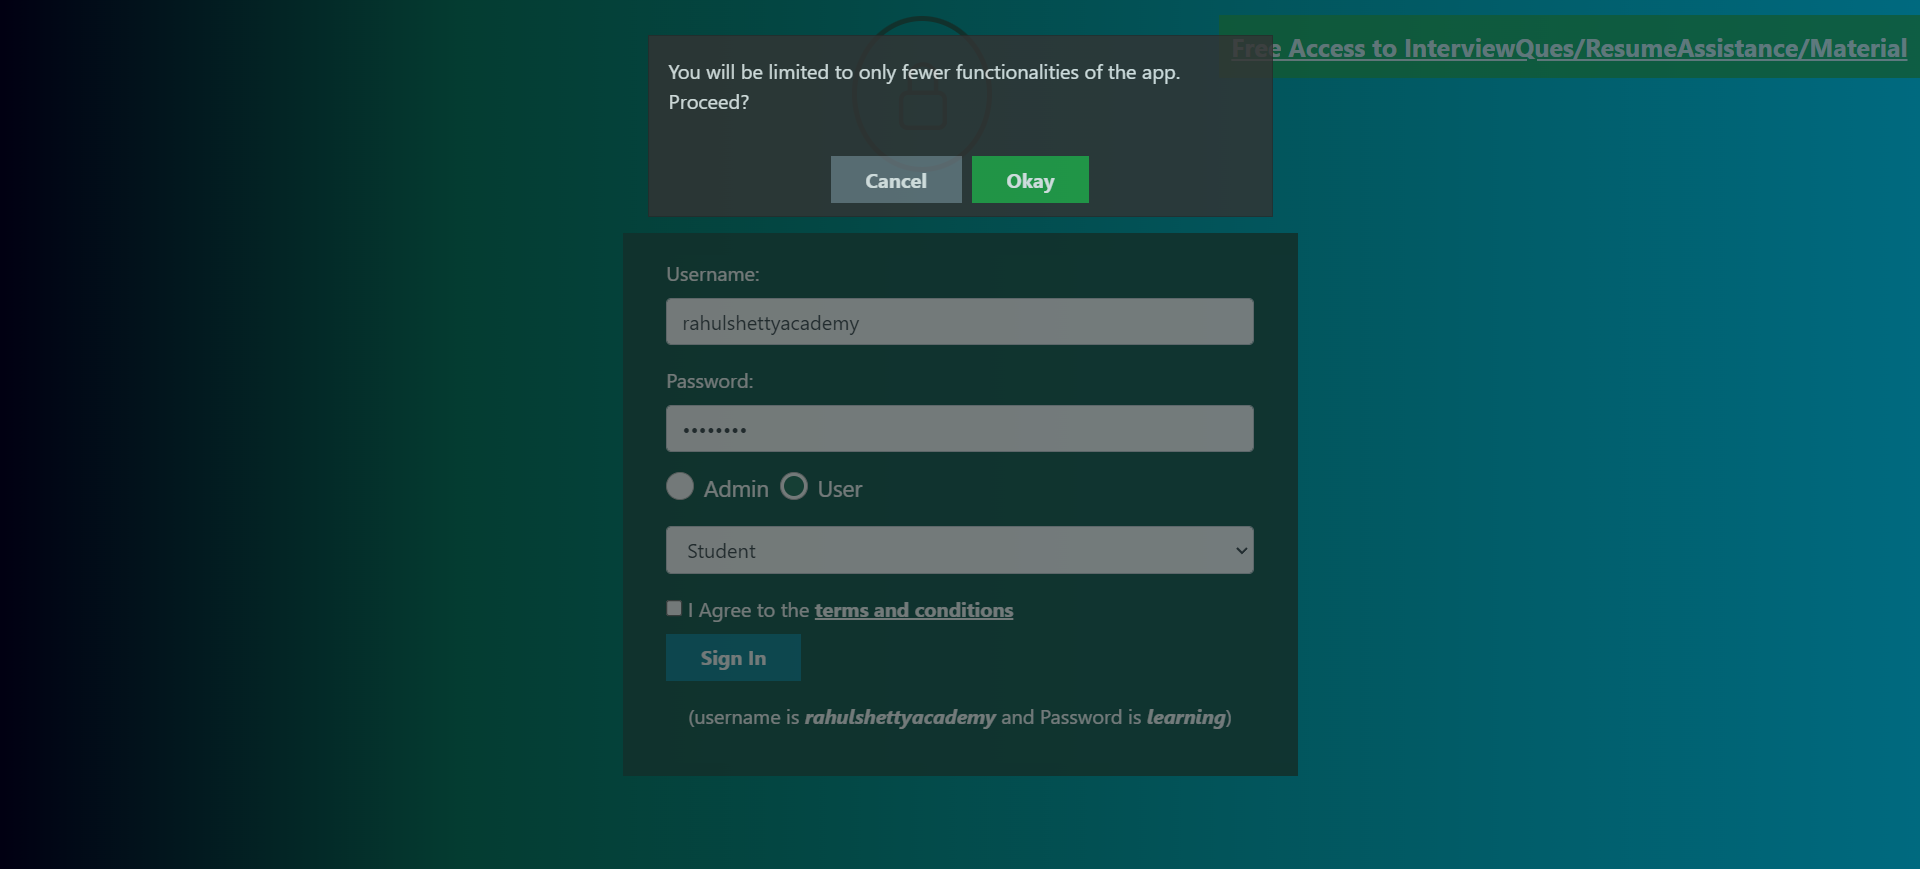 Free Access to InterviewQues/ResumeAssistance/Material
You will be limited to only fewer functionalities of the app.
Proceed?
Cancel Okay
Username:
rahulshettyacademy
Password:
••••••••
Admin User
Student
I Agree to the terms and conditions
Sign In
(username is rahulshettyacademy and Password is learning)